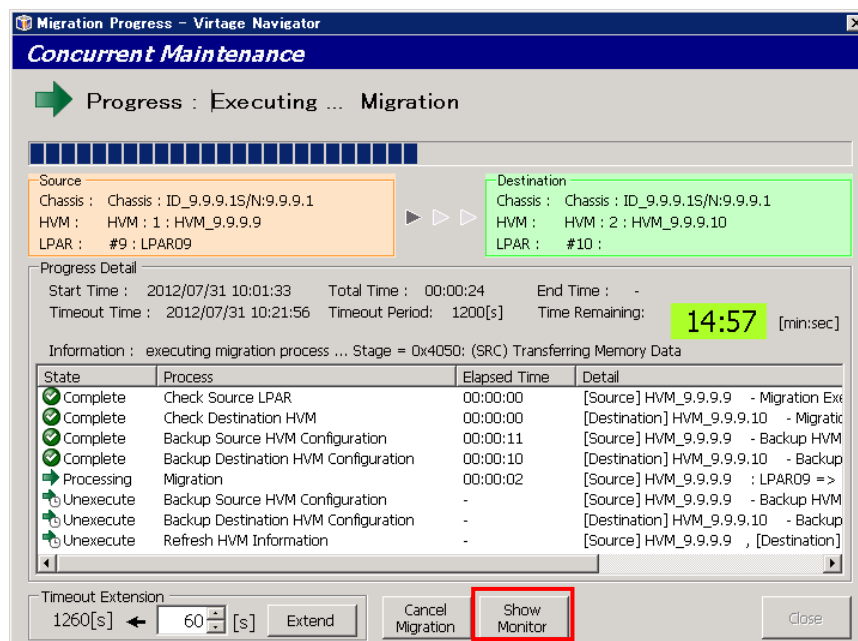 Migration Progress - Virtage Navigator
Concurrent Maintenance
Progress : Executing ... Migration
Source
Chassis : Chassis : ID_9.9.9.1S/N:9.9.9.1
HVM : HVM : 1 : HVM_9.9.9.9
LPAR : #9 : LPAR09
Destination
Chassis : Chassis : ID_9.9.9.1S/N:9.9.9.1
HVM : HVM : 2 : HVM_9.9.9.10
LPAR : #10 :
Progress Detail
Start Time : 2012/07/31 10:01:33 Total Time : 00:00:24 End Time : -
Timeout Time : 2012/07/31 10:21:56 Timeout Period: 1200[s] Time Remaining: 14:57 [min:sec]
Information : executing migration process ... Stage = 0x4050: (SRC) Transferring Memory Data
State Process Elapsed Time Detail
Complete Check Source LPAR 00:00:00 [Source] HVM_9.9.9.9 - Migration Exe
Complete Check Destination HVM 00:00:00 [Destination] HVM_9.9.9.10 - Migratio
Complete Backup Source HVM Configuration 00:00:11 [Source] HVM_9.9.9.9 - Backup HVM
Complete Backup Destination HVM Configuration 00:00:10 [Destination] HVM_9.9.9.10 - Backup
Processing Migration 00:00:02 [Source] HVM_9.9.9.9 : LPAR09 =>
Unexecute Backup Source HVM Configuration - [Source] HVM_9.9.9.9 - Backup HVM
Unexecute Backup Destination HVM Configuration - [Destination] HVM_9.9.9.10 - Backup
Unexecute Refresh HVM Information - [Source] HVM_9.9.9.9 , [Destination]
Timeout Extension
1260[s] 60 [s] Extend
Cancel Migration
Show Monitor
Close